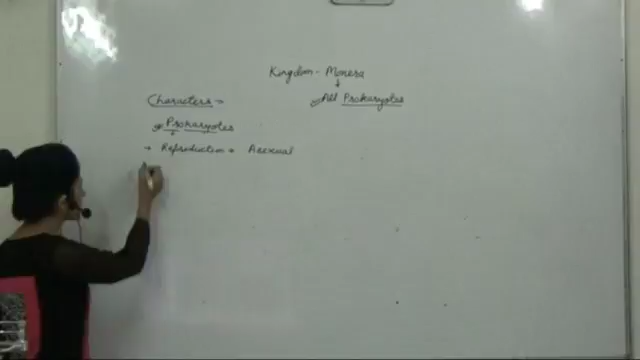 Kingdom - Monera
↓
Characters → All Prokaryotes
Prokaryotes
→ Reproduction = Asexual